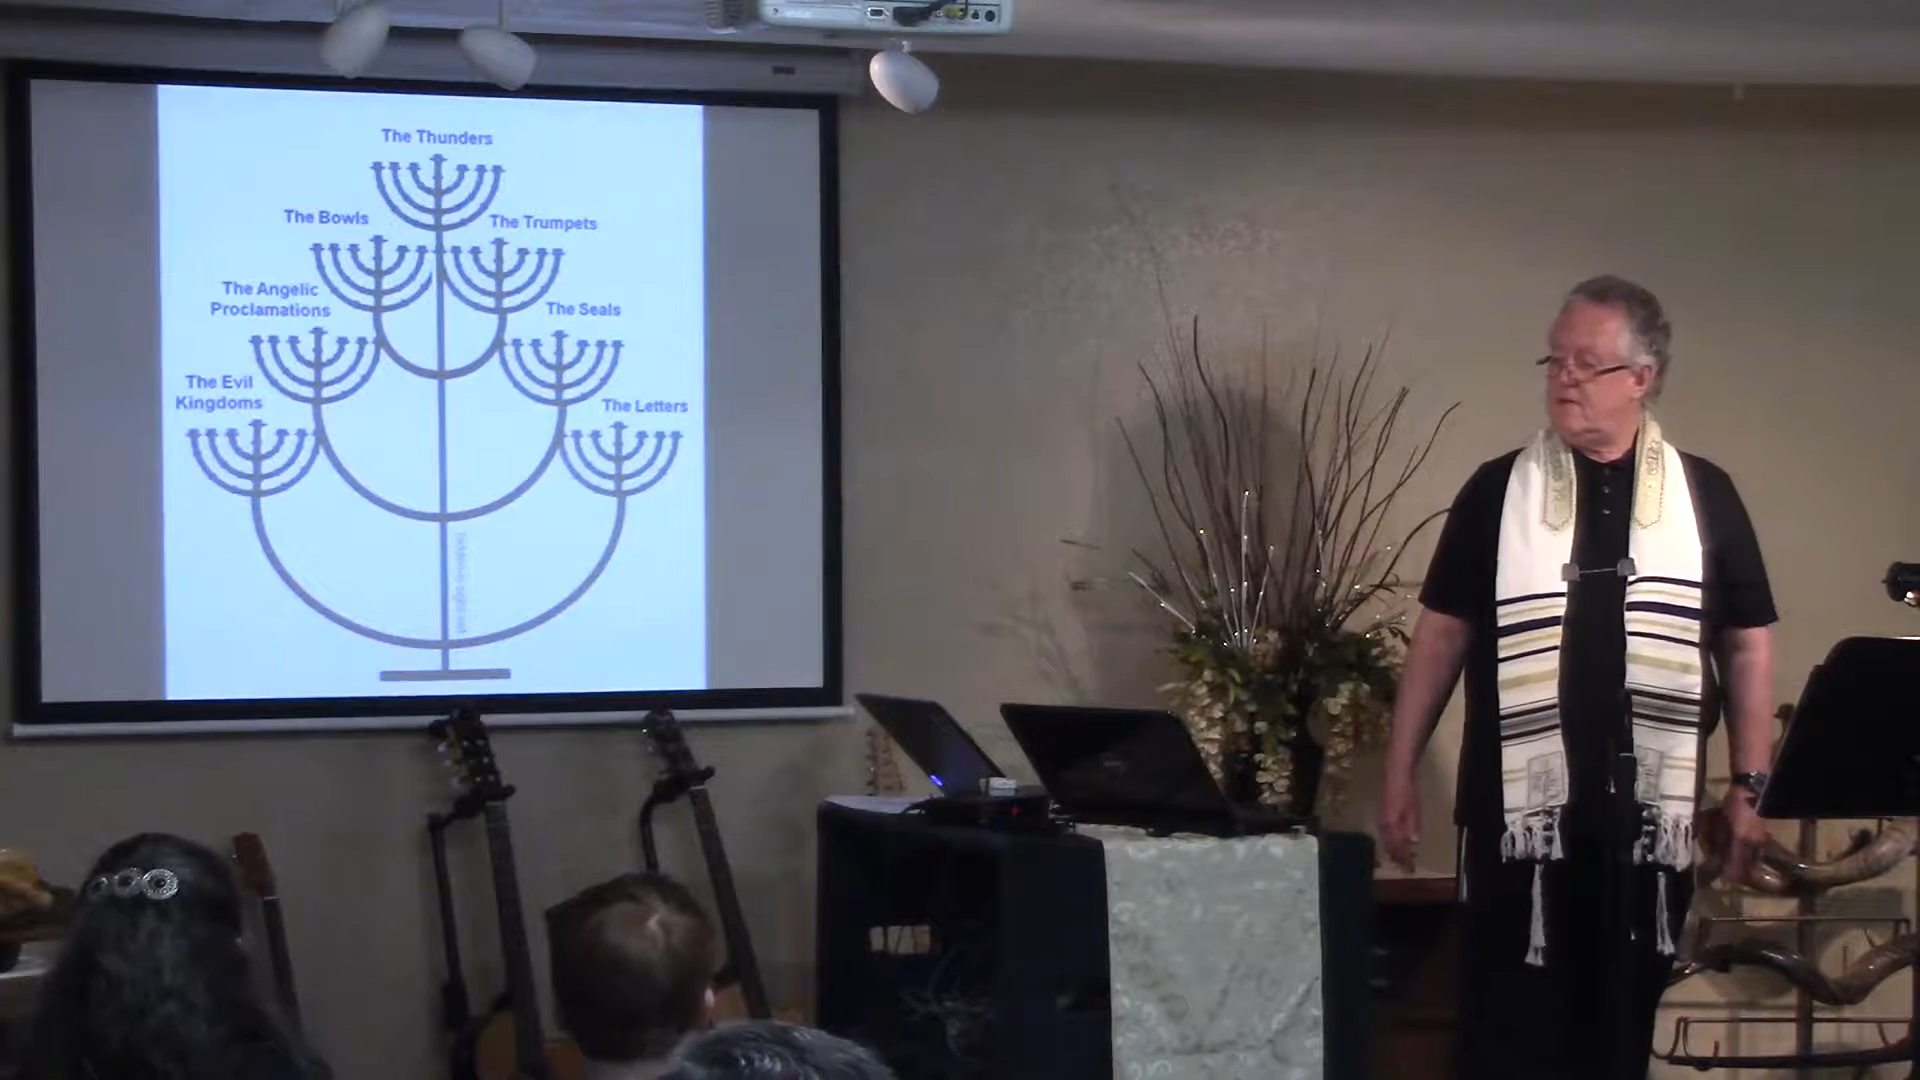 The Thunders
The Bowls
The Trumpets
The Angelic
Proclamations
The Seals
The Evil
Kingdoms
The Letters